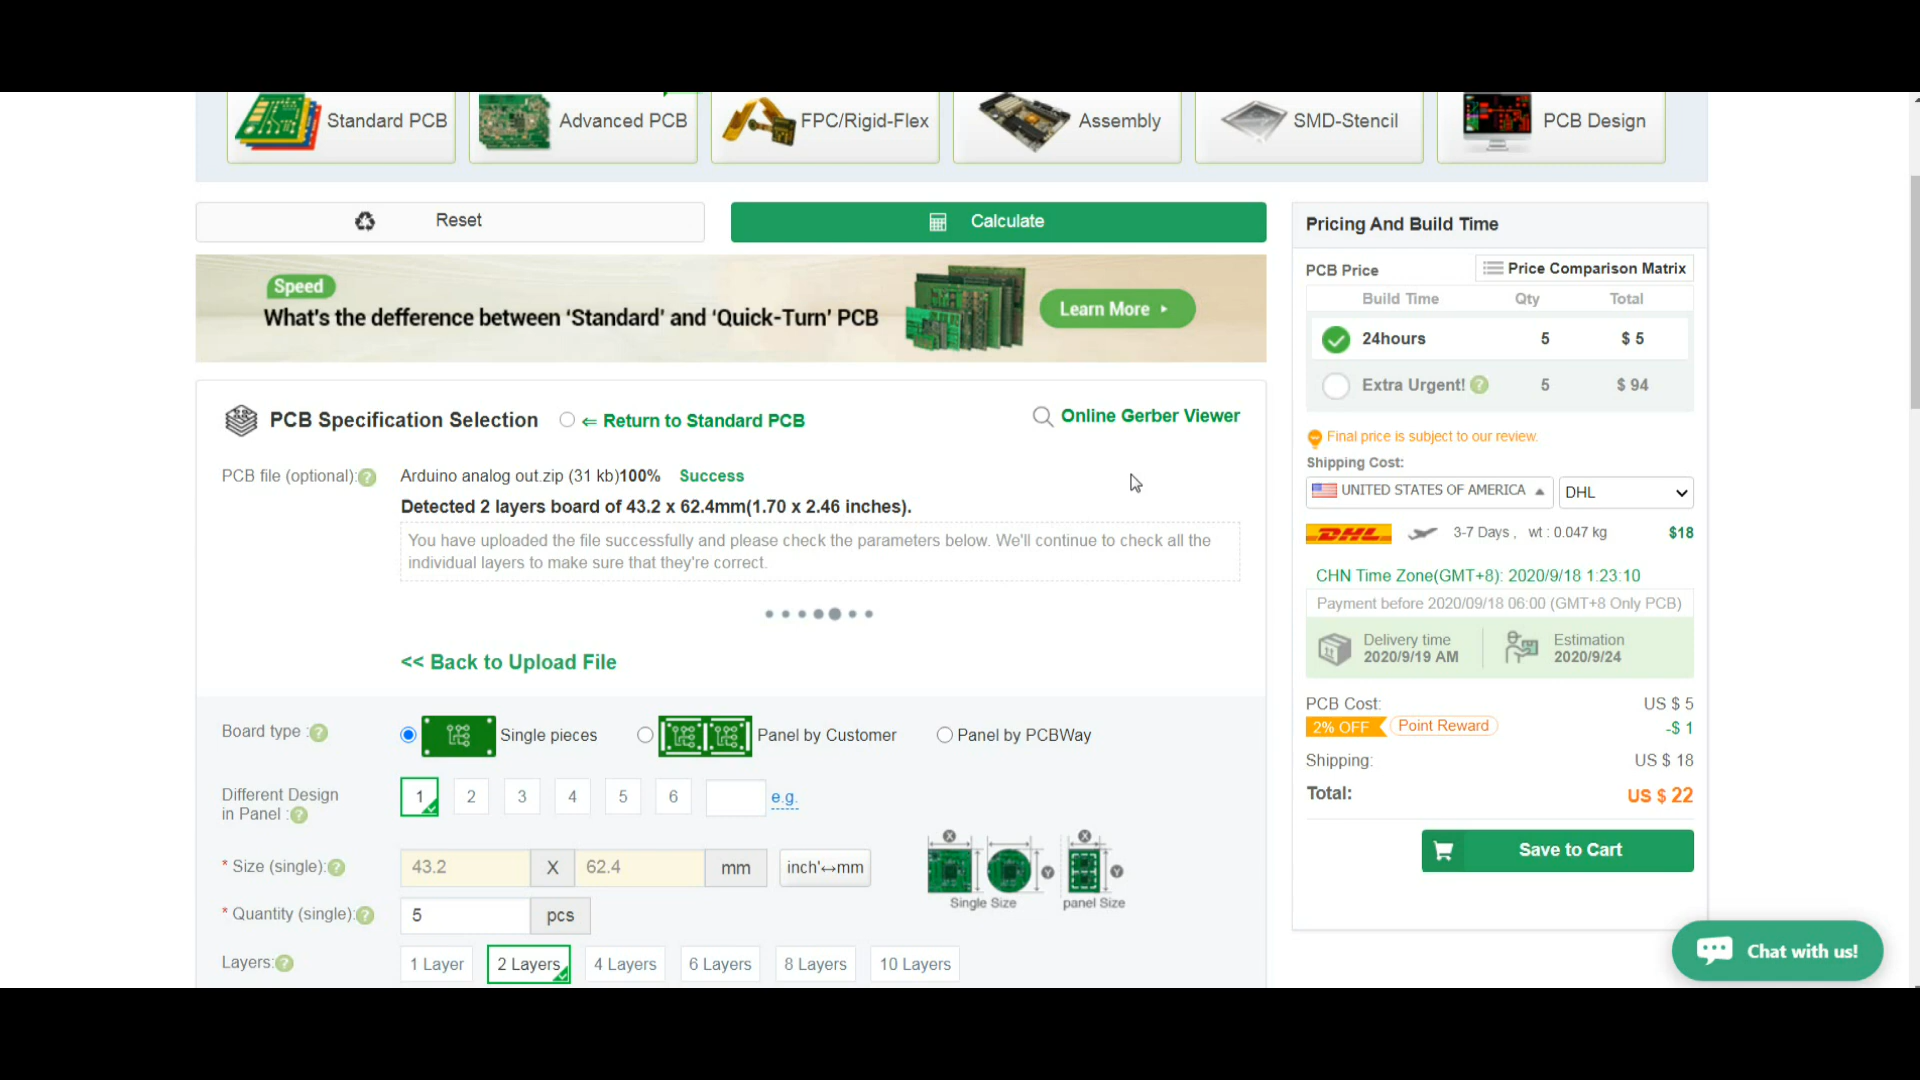 Standard PCB
Advanced PCB
FPC/Rigid-Flex
Assembly
SMD-Stencil
PCB Design
Reset
Calculate
Speed
What's the defference between ‘Standard’ and ‘Quick-Turn’ PCB
Learn More
PCB Specification Selection
⇐ Return to Standard PCB
Online Gerber Viewer
PCB file (optional):?
Arduino analog out.zip (31 kb)100% Success
Detected 2 layers board of 43.2 x 62.4mm(1.70 x 2.46 inches).
You have uploaded the file successfully and please check the parameters below. We'll continue to check all the
individual layers to make sure that they're correct.
<< Back to Upload File
Board type :?
Single pieces
Panel by Customer
Panel by PCBWay
Different Design
in Panel :?
1 2 3 4 5 6
e.g.
* Size (single):?
43.2 X 62.4 mm
inch'↔mm
X
Y
Single Size
X
Y
panel Size
* Quantity (single):?
5 pcs
Layers:?
1 Layer
2 Layers
4 Layers
6 Layers
8 Layers
10 Layers
Pricing And Build Time
PCB Price
Price Comparison Matrix
Build Time Qty Total
24hours 5 $ 5
Extra Urgent! ? 5 $ 94
Final price is subject to our review.
Shipping Cost:
UNITED STATES OF AMERICA
DHL
DHL
3-7 Days , wt : 0.047 kg $18
CHN Time Zone(GMT+8): 2020/9/18 1:23:10
Payment before 2020/09/18 06:00 (GMT+8 Only PCB)
Delivery time
2020/9/19 AM
Estimation
2020/9/24
PCB Cost: US $ 5
2% OFF Point Reward -$ 1
Shipping: US $ 18
Total: US $ 22
Save to Cart
Chat with us!